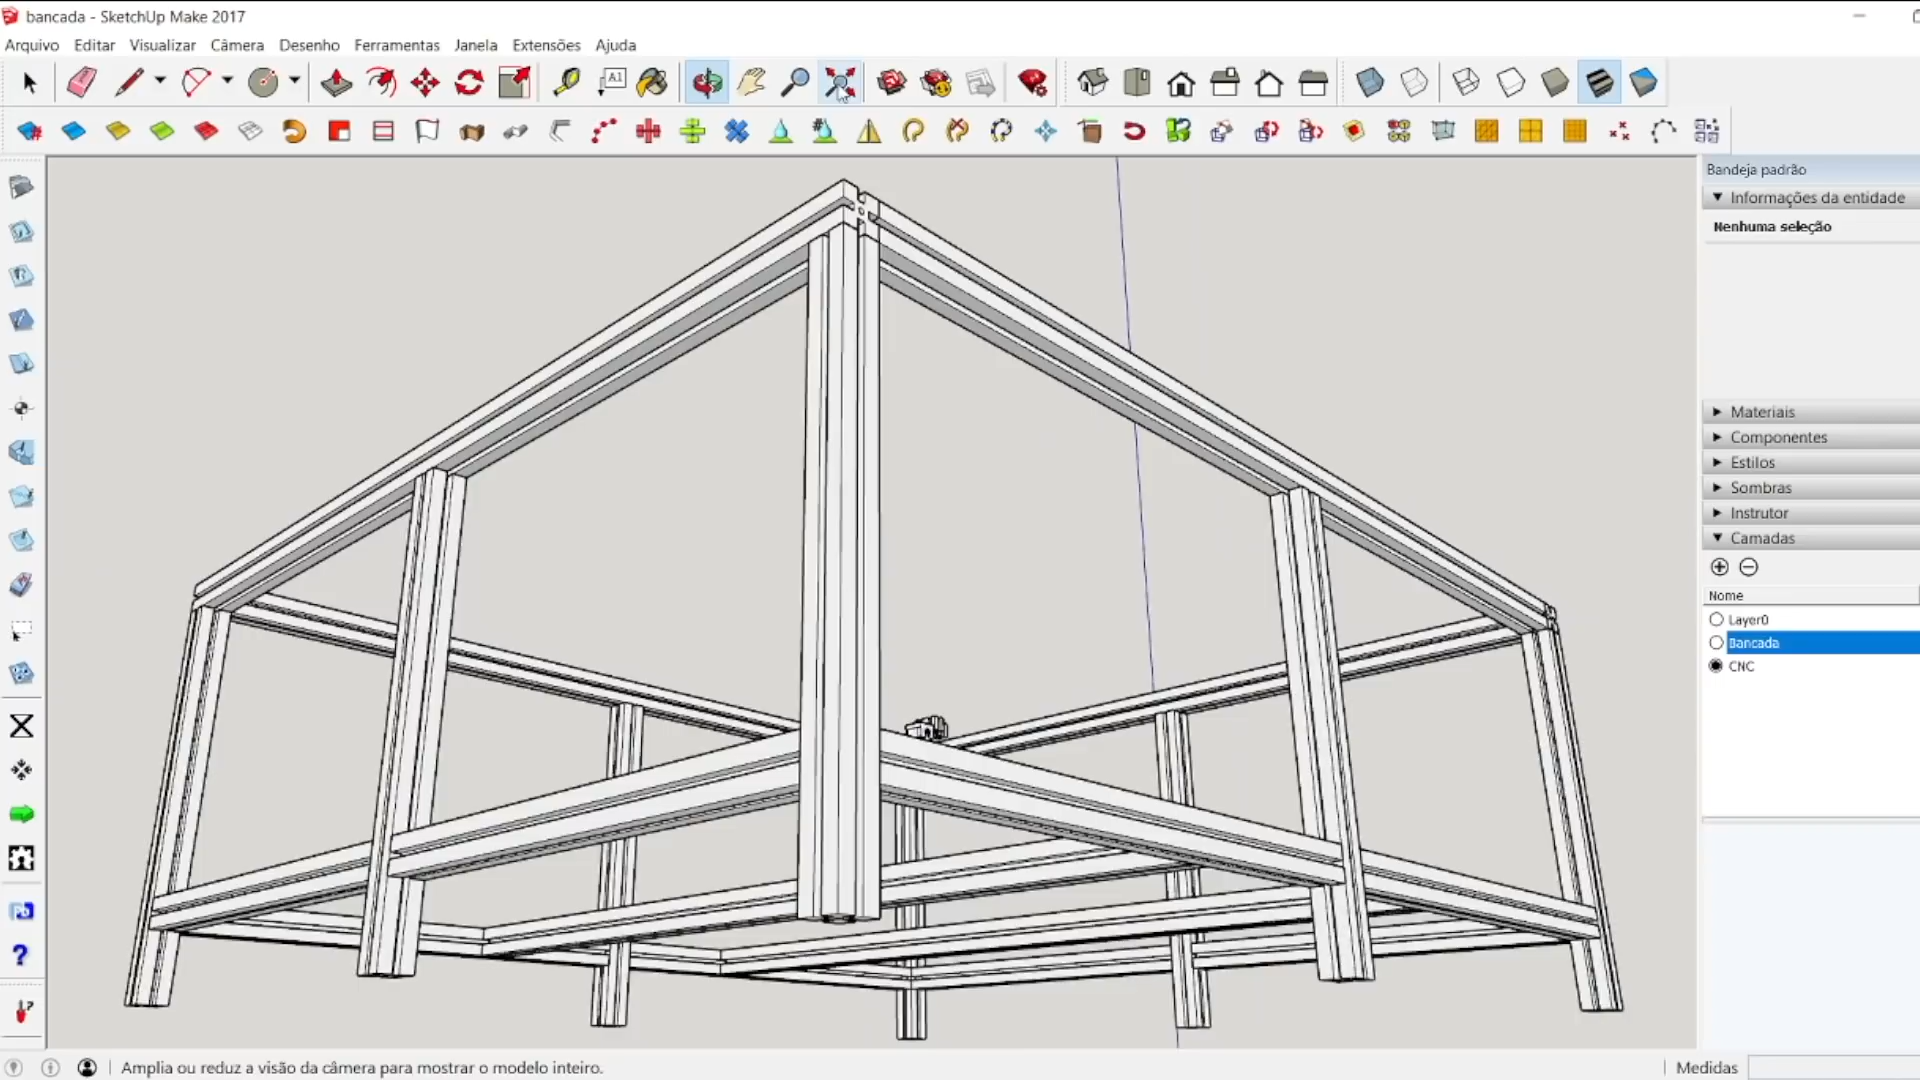 bancada - SketchUp Make 2017
Arquivo Editar Visualizar Câmera Desenho Ferramentas Janela Extensões Ajuda
A1
Bandeja padrão
Informações da entidade
Nenhuma seleção
Materiais
Componentes
Estilos
Sombras
Instrutor
Camadas
Nome
Layer0
Bancada
CNC
Amplia ou reduz a visão da câmera para mostrar o modelo inteiro.
Medidas